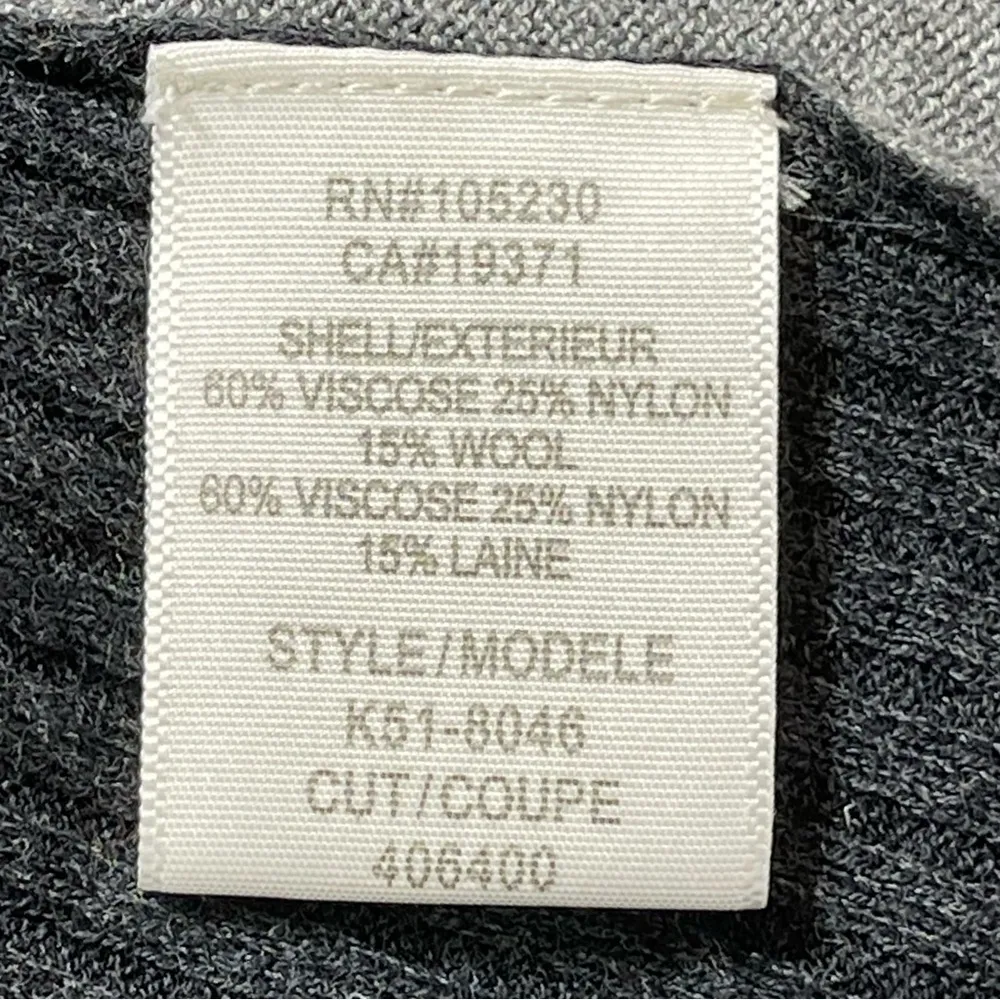 RN#105230
CA#19371
SHELL/EXTERIEUR
60% VISCOSE 25% NYLON
15% WOOL
60% VISCOSE 25% NYLON
15% LAINE
STYLE/MODELE
K51-8046
CUT/COUPE
406400